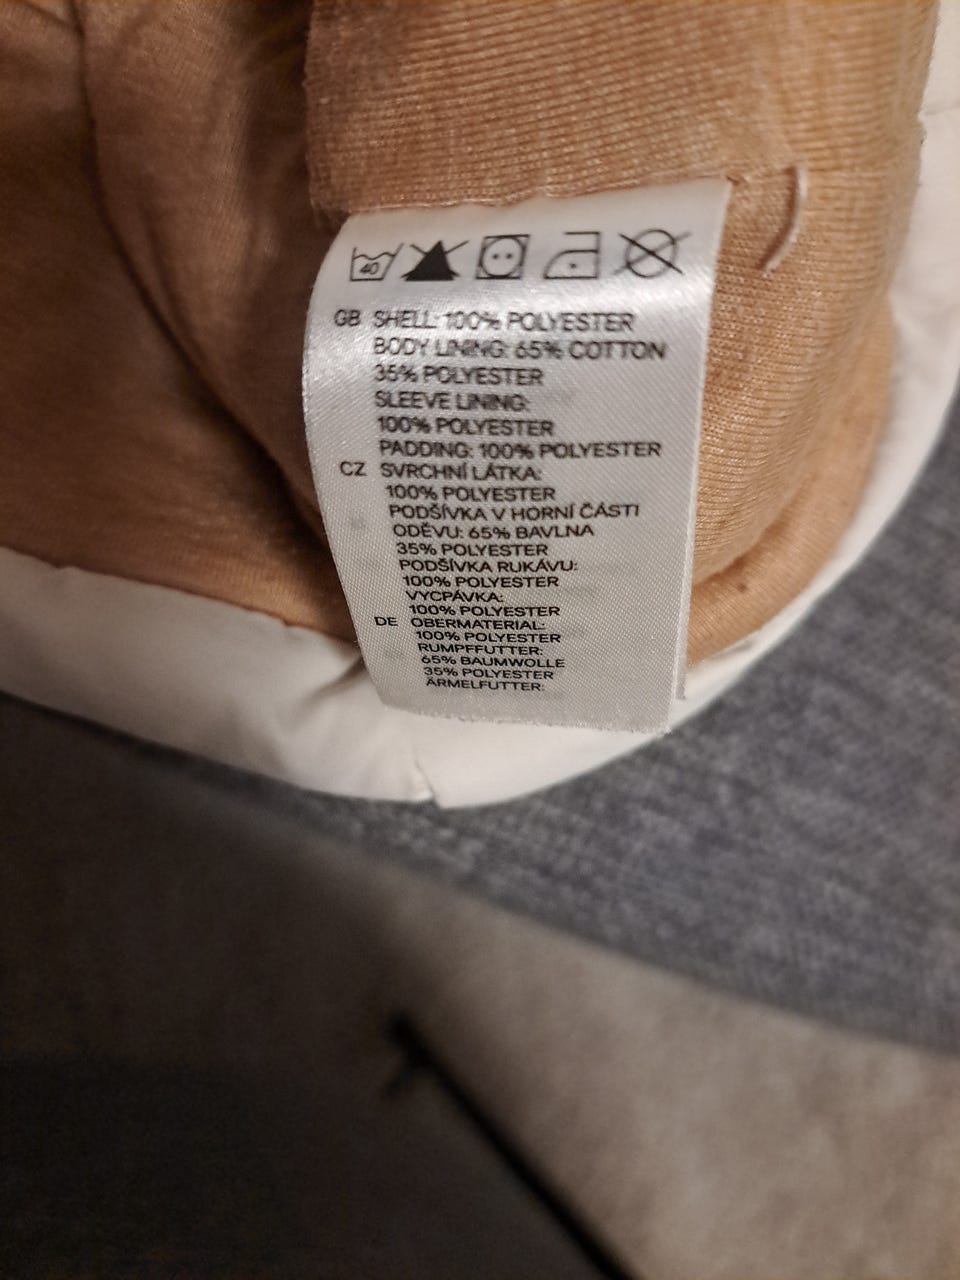 40
GB SHELL: 100% POLYESTER
BODY LINING: 65% COTTON
35% POLYESTER
SLEEVE LINING:
100% POLYESTER
PADDING: 100% POLYESTER
CZ SVRCHNÍ LÁTKA:
100% POLYESTER
PODŠÍVKA V HORNÍ ČÁSTI
ODĚVU: 65% BAVLNA
35% POLYESTER
PODŠÍVKA RUKÁVU:
100% POLYESTER
VYCPÁVKA:
100% POLYESTER
DE OBERMATERIAL:
100% POLYESTER
RUMPFFUTTER:
65% BAUMWOLLE
35% POLYESTER
ÄRMELFUTTER: